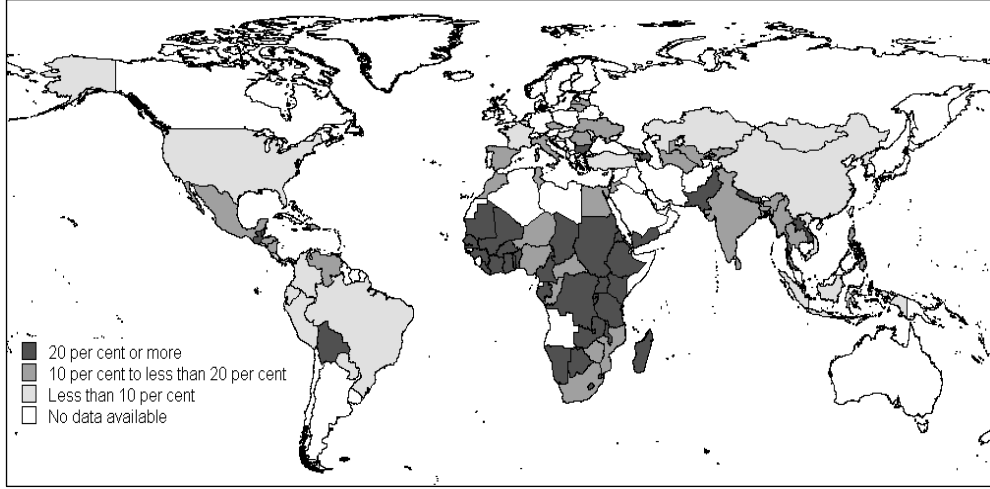 20 per cent or more
10 per cent to less than 20 per cent
Less than 10 per cent
No data available